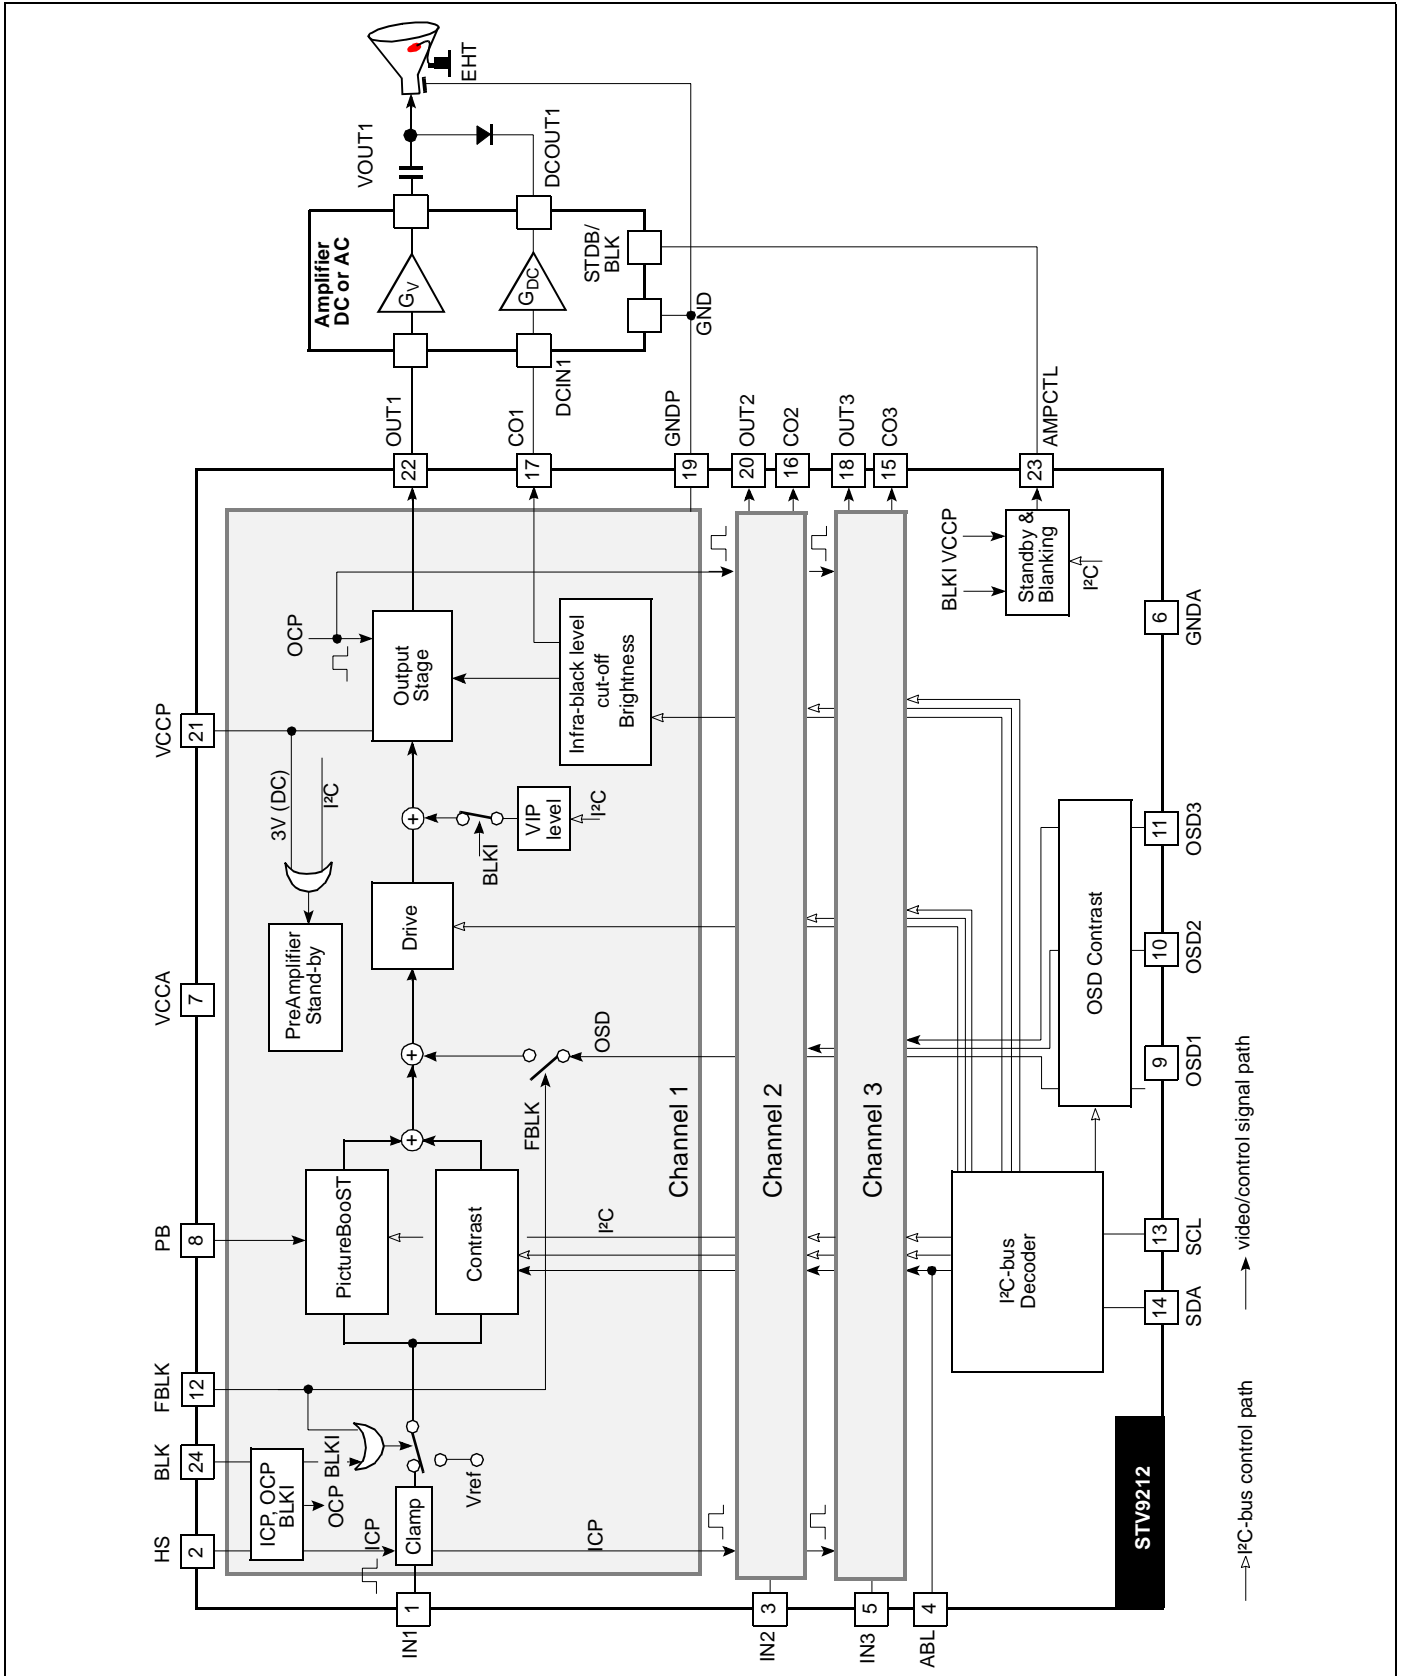 EHT
VOUT1
DCOUT1
Amplifier
DC or AC
GV
GDC
STDB/
BLK
GND
DCIN1
OUT1
CO1
GNDP
OUT2
CO2
OUT3
CO3
AMPCTL
22
17
19
20
16
18
15
23
BLKI VCCP
Standby &
Blanking
I²C
OCP
Output
Stage
Infra-black level
cut-off
Brightness
VCCP
21
3V (DC)
I²C
BLKI
VIP
level
I²C
PreAmplifier
Stand-by
Drive
VCCA
7
OSD
FBLK
PB
8
PictureBooST
Contrast
I²C
Channel 1
Channel 2
Channel 3
FBLK
12
BLK
24
HS
2
ICP, OCP
BLKI
OCP
BLKI
Vref
ICP
Clamp
ICP
IN1
1
IN2
3
IN3
5
ABL
4
6
GNDA
OSD Contrast
11
OSD3
10
OSD2
9
OSD1
I²C-bus
Decoder
13
SCL
14
SDA
STV9212
I²C-bus control path
video/control signal path